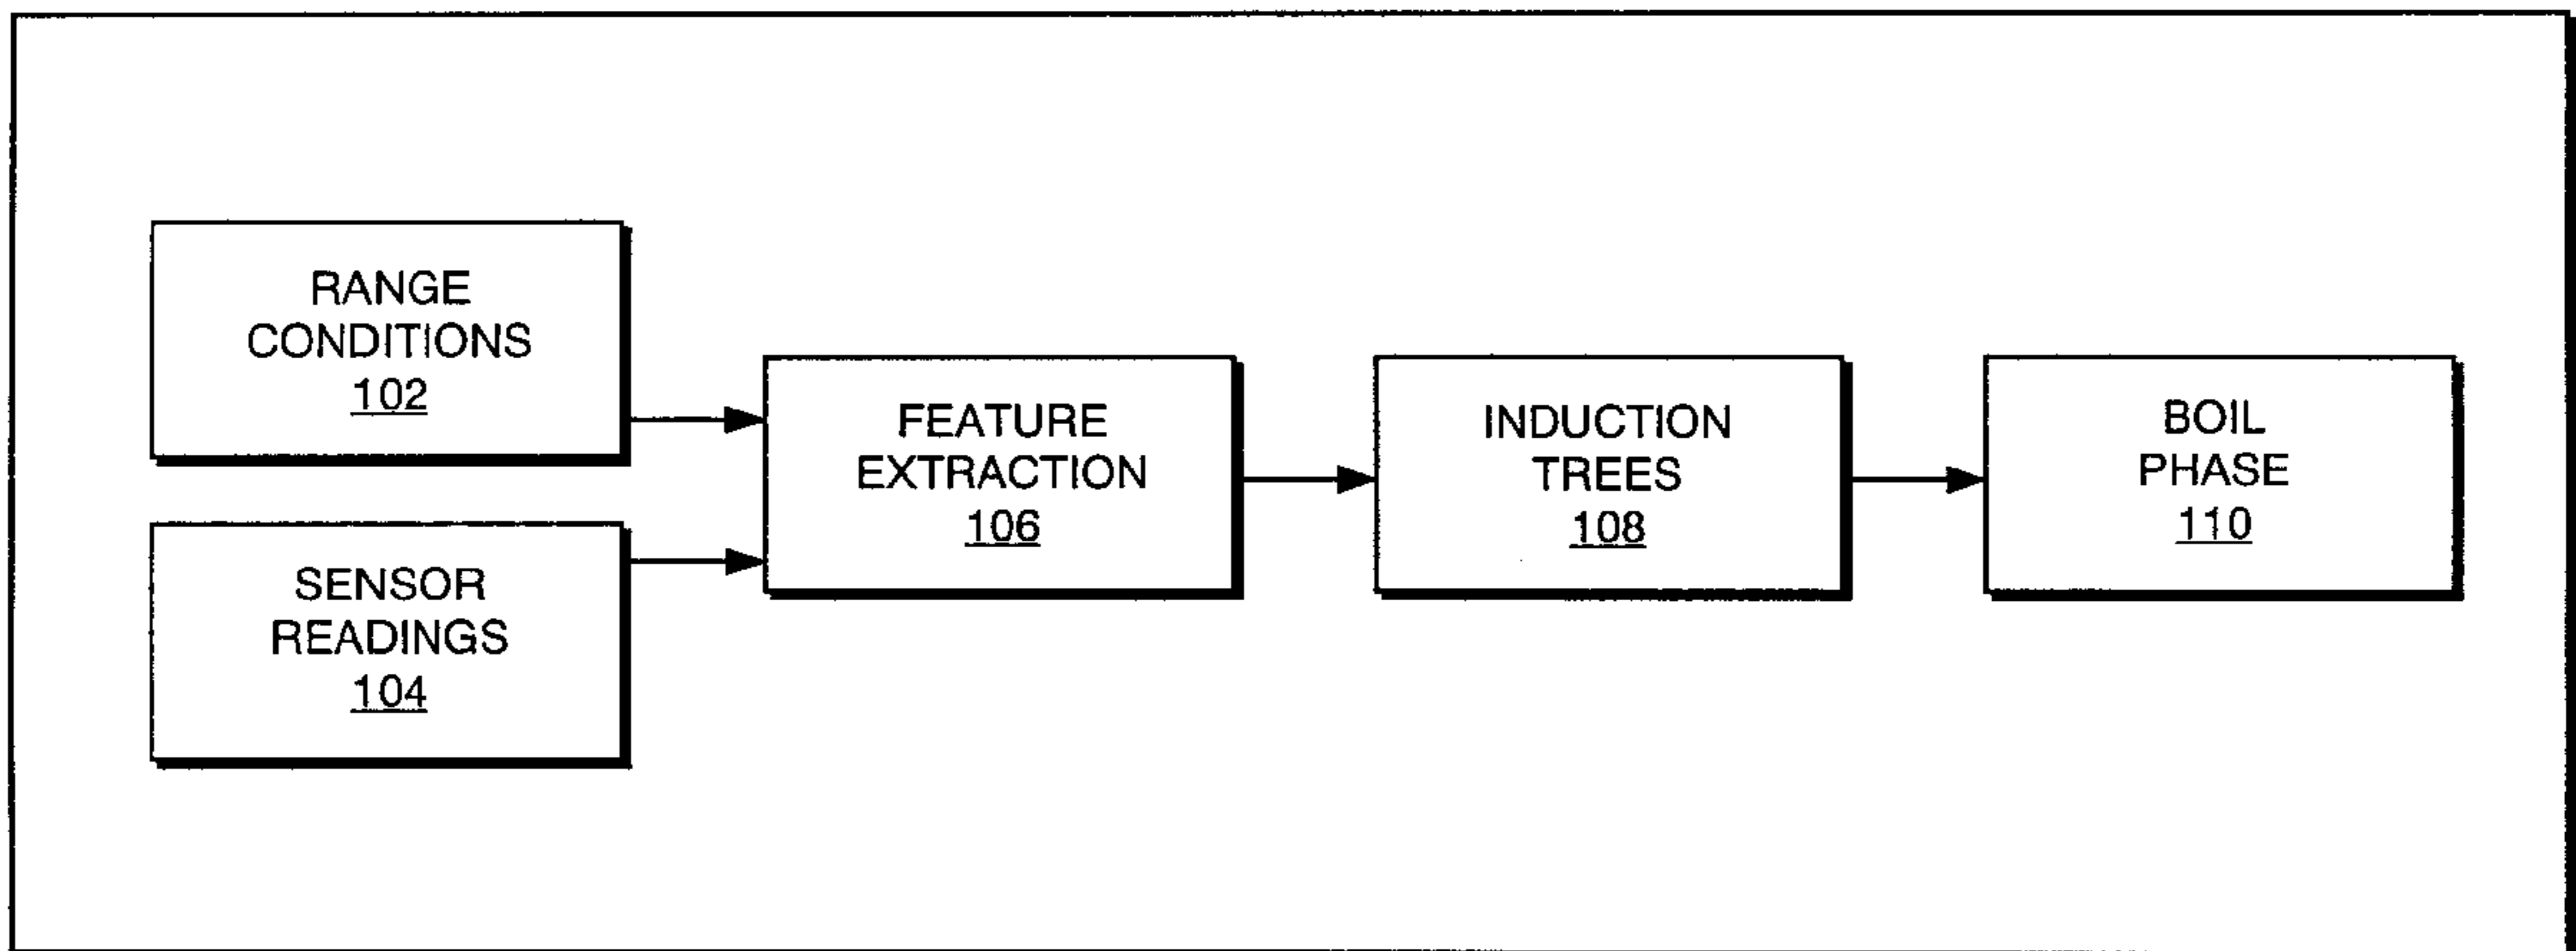 RANGE
CONDITIONS
102
SENSOR
READINGS
104
FEATURE
EXTRACTION
106
INDUCTION
TREES
108
BOIL
PHASE
110